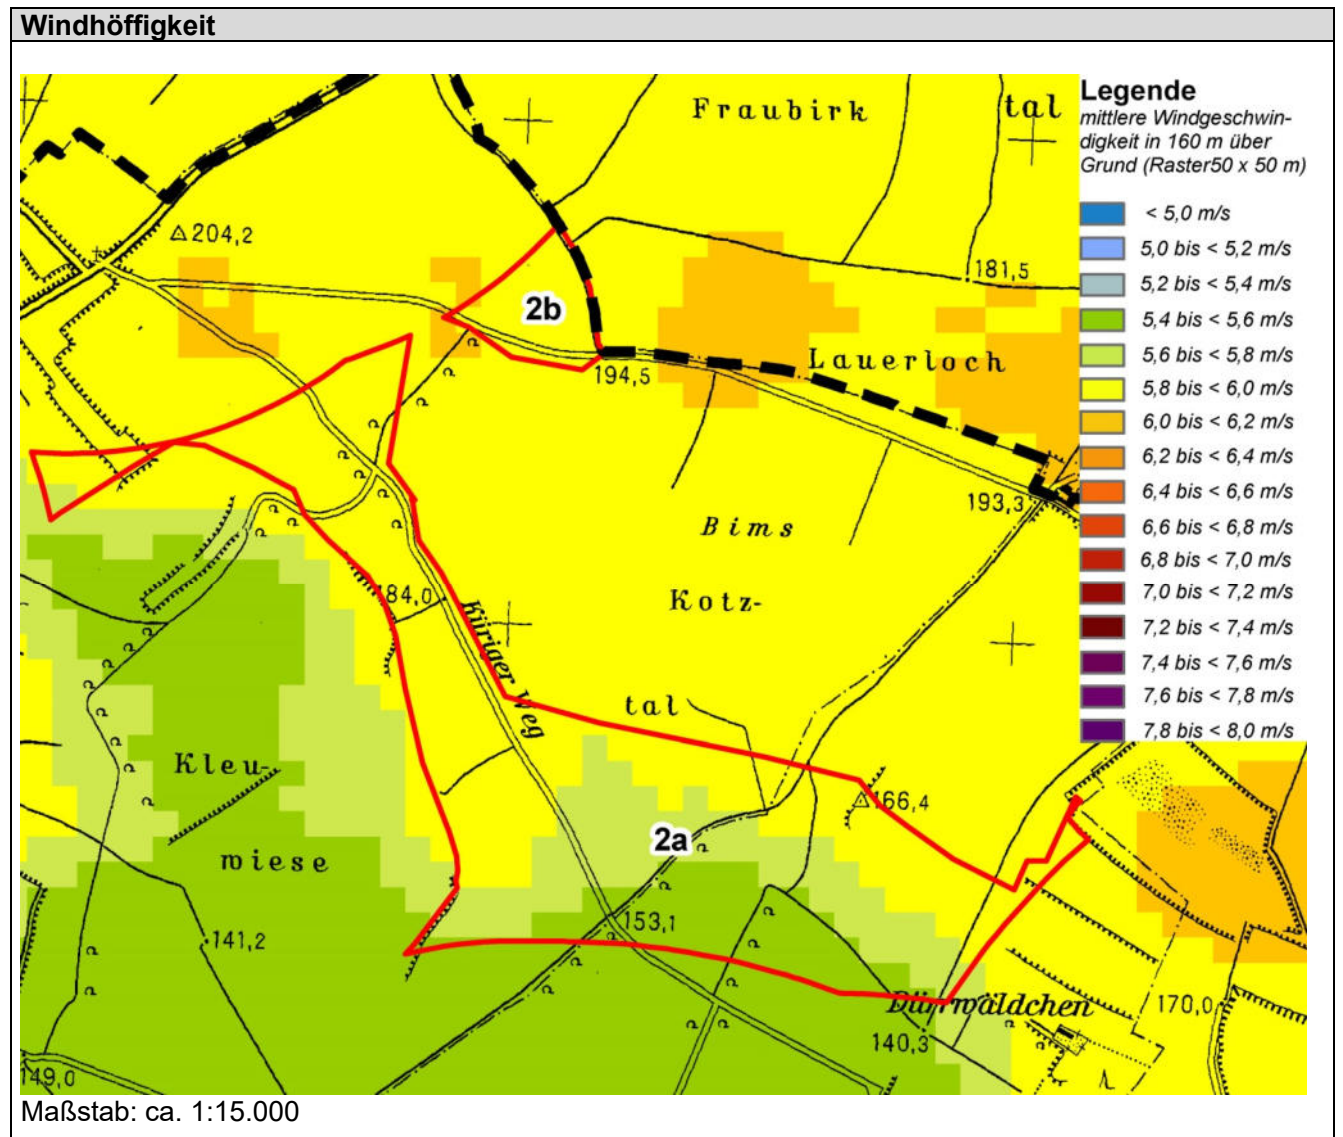 Windhöffigkeit
Fraubirk
tal
Legende
mittlere Windgeschwin-
digkeit in 160 m über
Grund (Raster50 x 50 m)
< 5,0 m/s
5,0 bis < 5,2 m/s
5,2 bis < 5,4 m/s
5,4 bis < 5,6 m/s
5,6 bis < 5,8 m/s
5,8 bis < 6,0 m/s
6,0 bis < 6,2 m/s
6,2 bis < 6,4 m/s
6,4 bis < 6,6 m/s
6,6 bis < 6,8 m/s
6,8 bis < 7,0 m/s
7,0 bis < 7,2 m/s
7,2 bis < 7,4 m/s
7,4 bis < 7,6 m/s
7,6 bis < 7,8 m/s
7,8 bis < 8,0 m/s
204,2
181,5
2b
Lauerloch
194,5
193,3
Bims
Kotz-
184,0
Küriger Weg
tal
Kleu-
166,4
2a
wiese
153,1
141,2
Dürrwäldchen
170,0
140,3
149,0
Maßstab: ca. 1:15.000